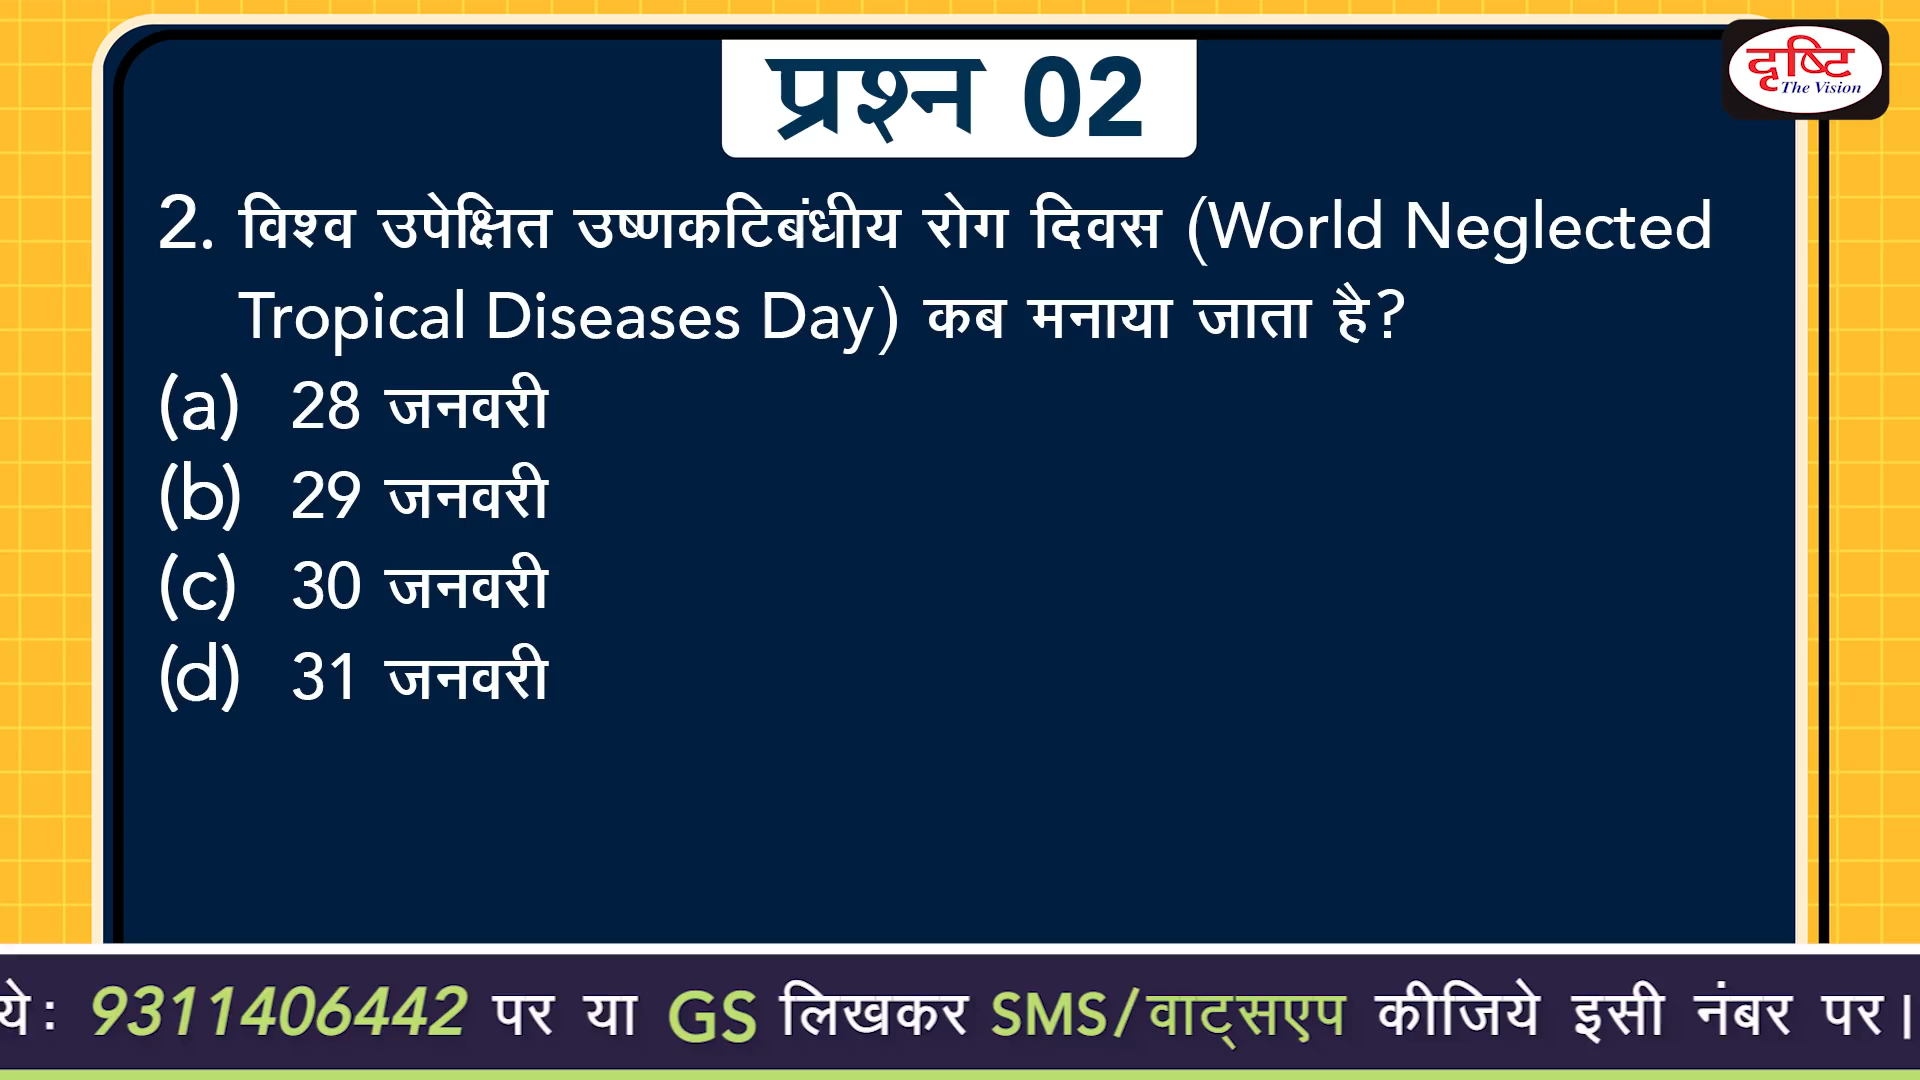 प्रश्न 02
दृष्टि
The Vision
2. विश्व उपेक्षित उष्णकटिबंधीय रोग दिवस (World Neglected
Tropical Diseases Day) कब मनाया जाता है?
(a) 28 जनवरी
(b) 29 जनवरी
(c) 30 जनवरी
(d) 31 जनवरी
ये: 9311406442 पर या GS लिखकर SMS/वाट्सएप कीजिये इसी नंबर पर।